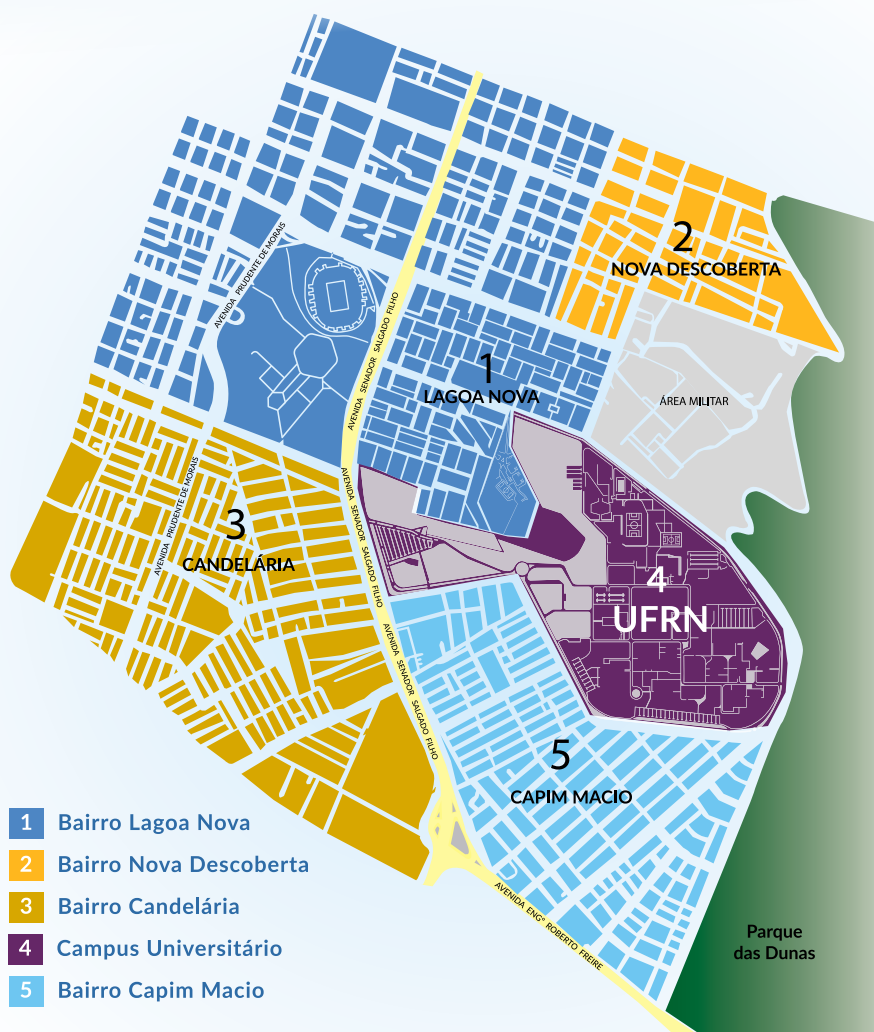 2
NOVA DESCOBERTA
AVENIDA PRUDENTE DE MORAIS
AVENIDA SENADOR SALGADO FILHO
1
LAGOA NOVA
ÁREA MILITAR
AVENIDA PRUDENTE DE MORAIS
AVENIDA SENADOR SALGADO FILHO
3
CANDELÁRIA
4
UFRN
AVENIDA SENADOR SALGADO FILHO
5
CAPIM MACIO
AVENIDA ENGº ROBERTO FREIRE
Parque
das Dunas
1 Bairro Lagoa Nova
2 Bairro Nova Descoberta
3 Bairro Candelária
4 Campus Universitário
5 Bairro Capim Macio